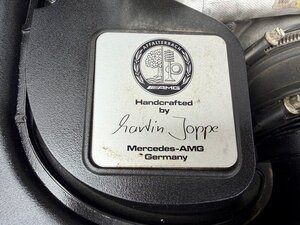 AFFALTERBACH
AMG
Handcrafted
by
Martin Joppe
Mercedes-AMG
Germany